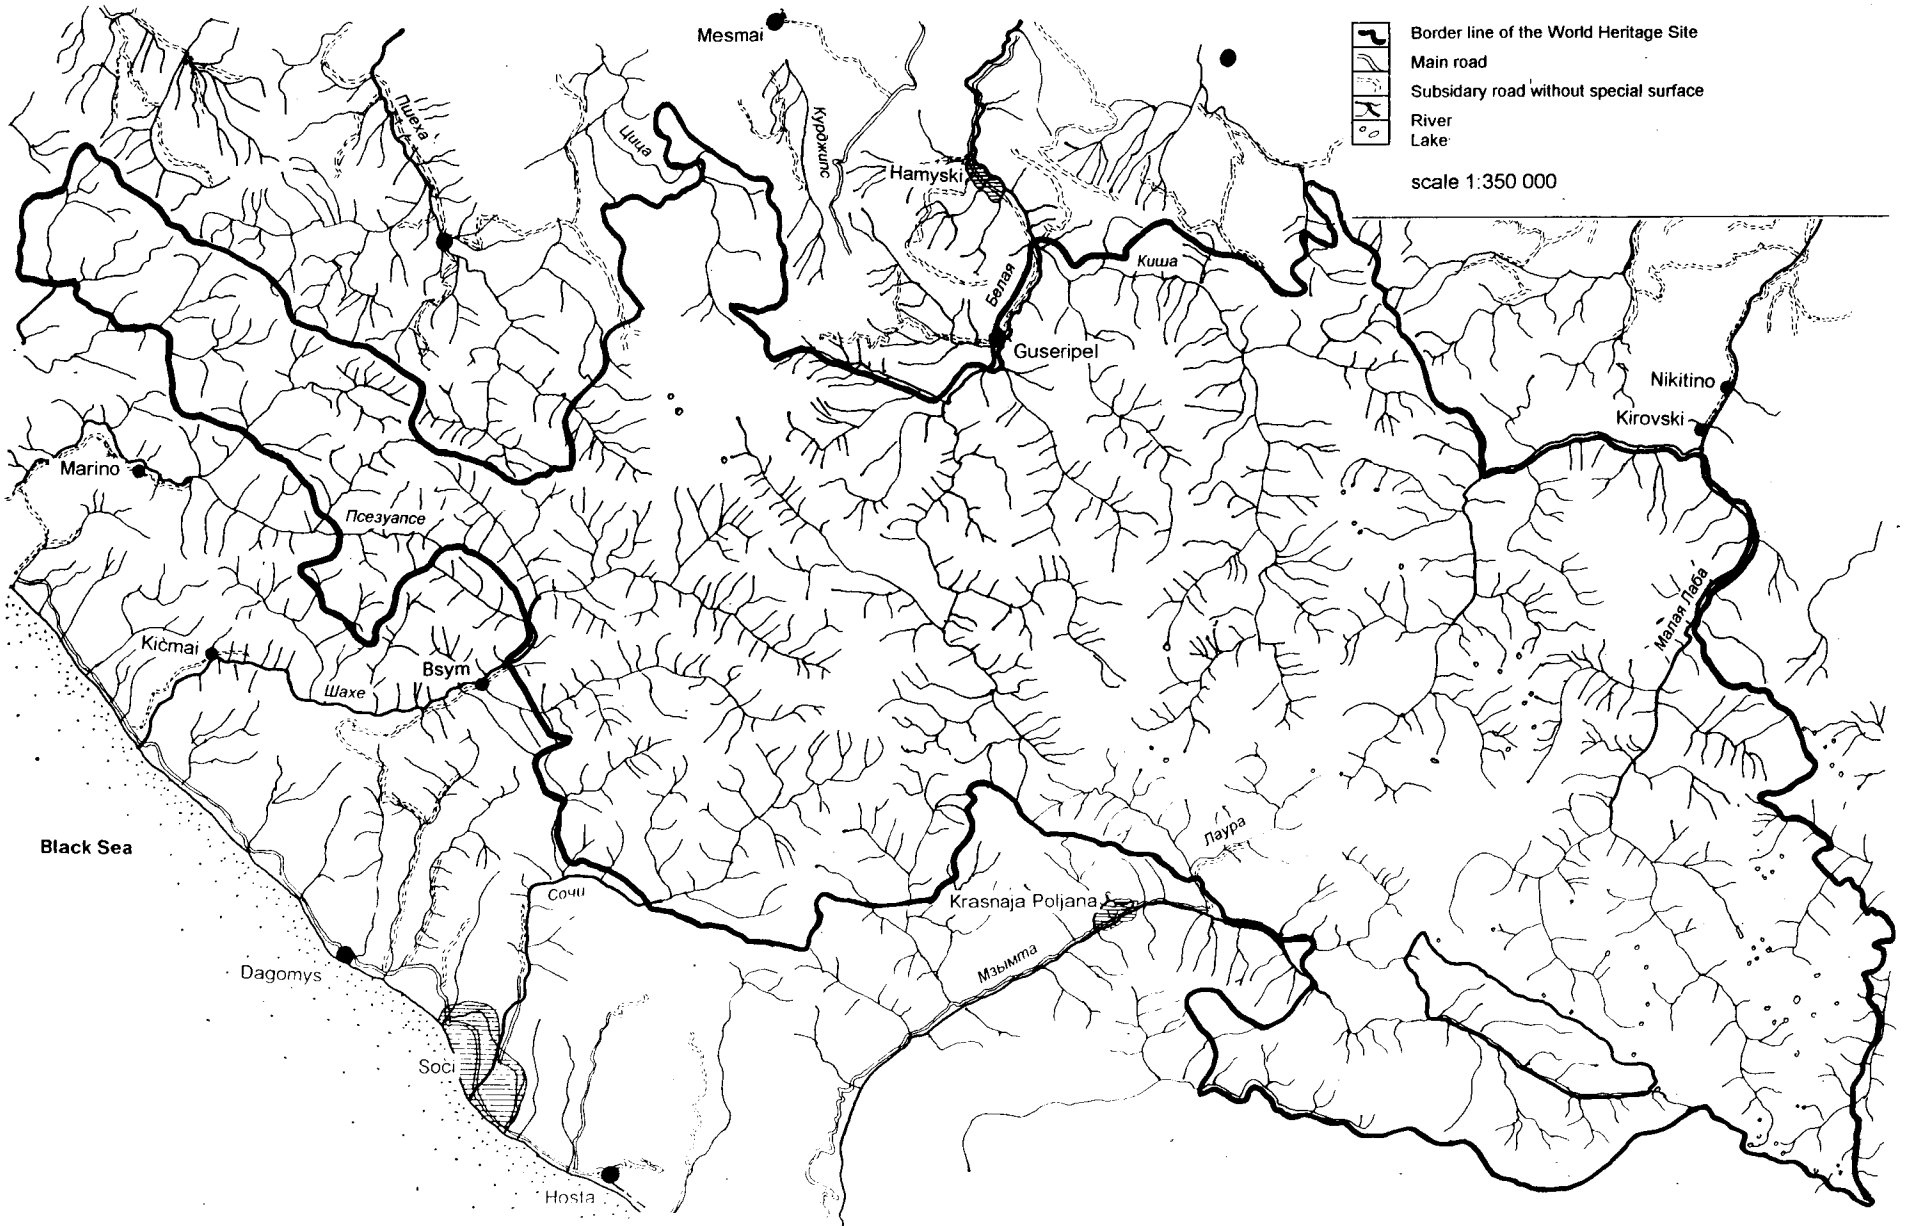 Border line of the World Heritage Site
Main road
Subsidary road without special surface
River
Lake
scale 1:350 000
Mesmai
Пшеха
Цица
Курджипс
Hamyski
Белая
Киша
Guseripel
Nikitino
Kirovski
Marino
Псезуапсе
Малая Лаба
Kicmai
Bsym
Шахе
Black Sea
Лаура
Сочи
Krasnaja Poljana
Мзымта
Dagomys
Soci
Hosta